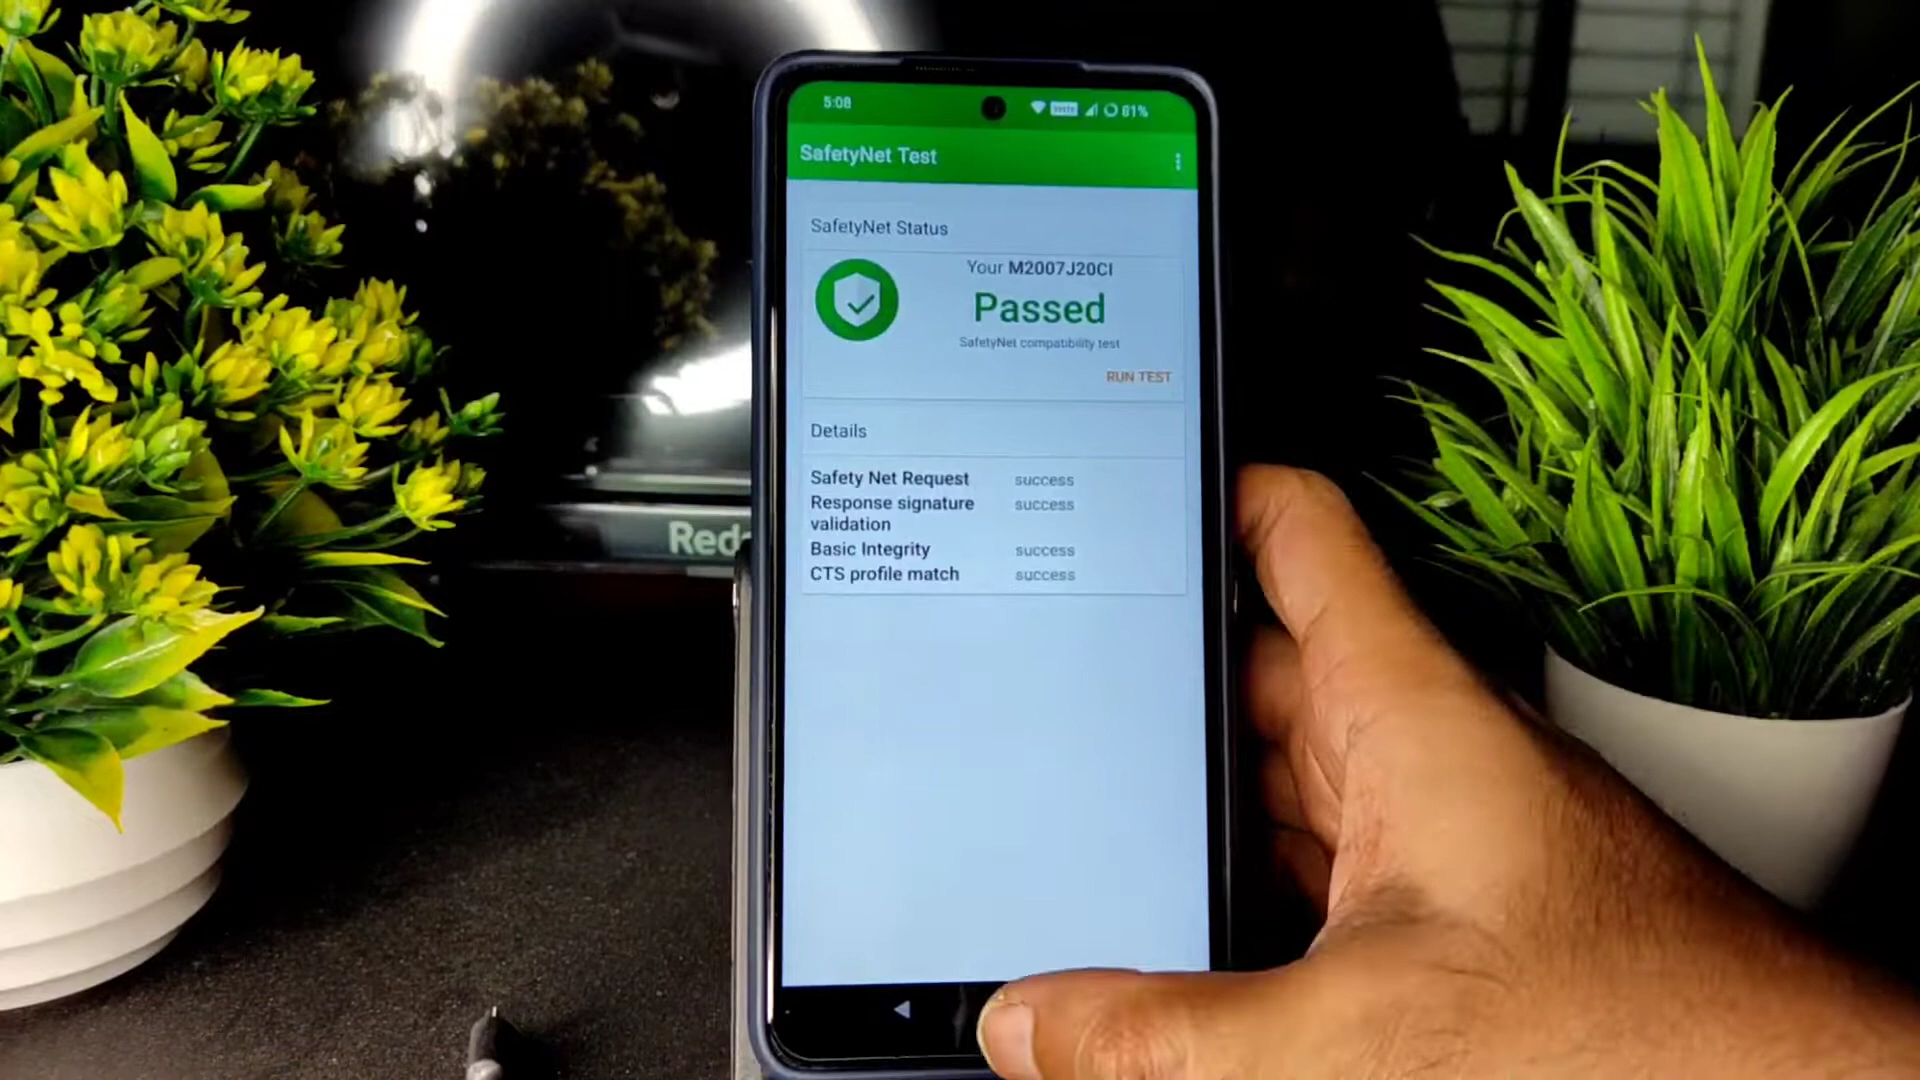 5:08
VoLTE
81%
SafetyNet Test
SafetyNet Status
Your M2007J20CI
Passed
SafetyNet compatibility test
RUN TEST
Details
Safety Net Request success
Response signature success
validation
Basic Integrity success
CTS profile match success
Red